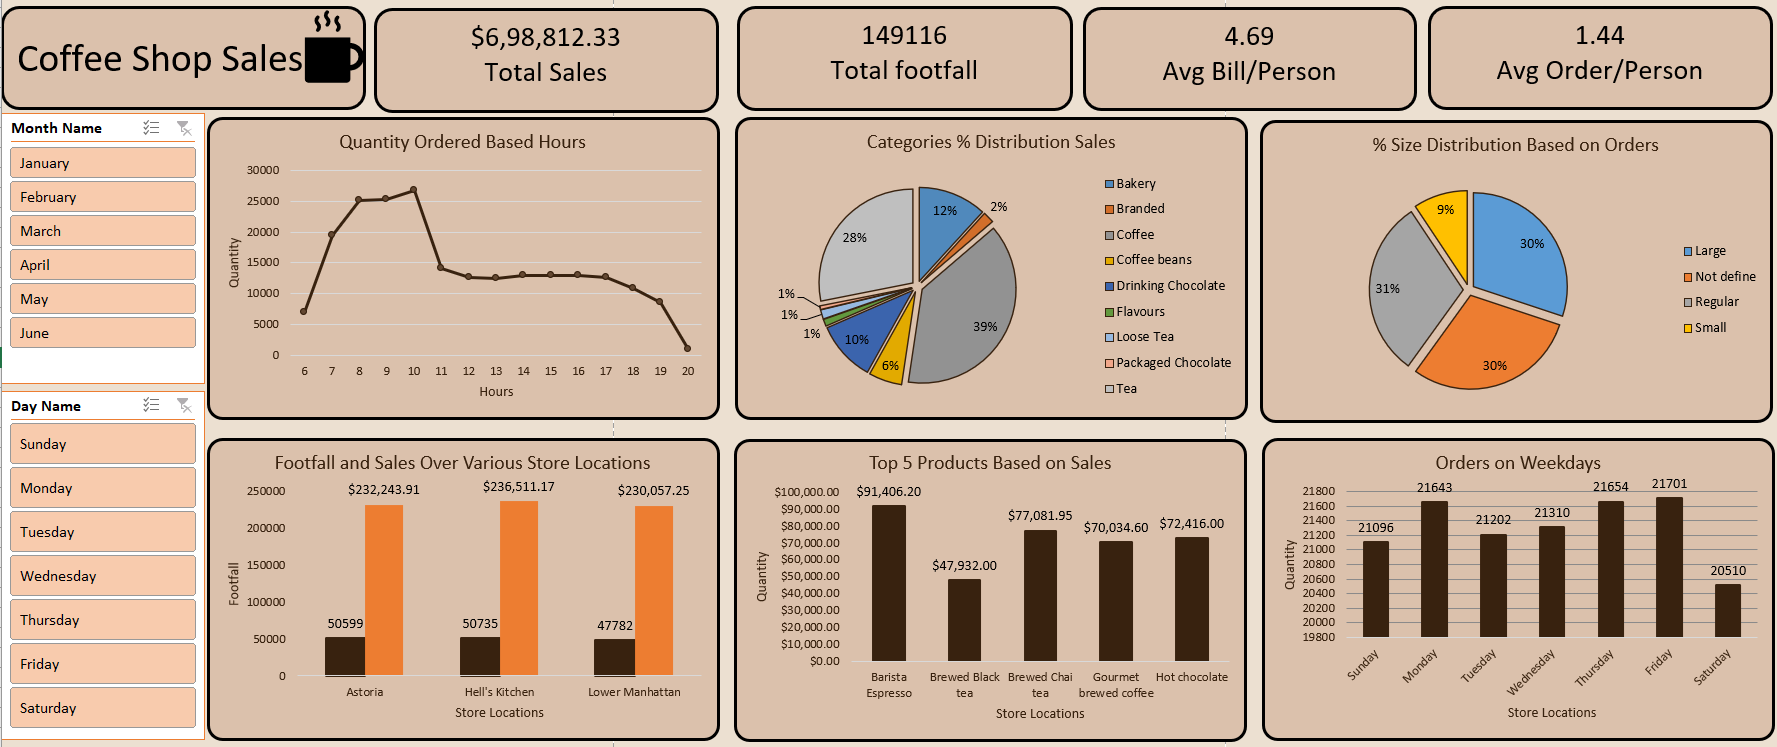 Coffee Shop Sales
$6,98,812.33
Total Sales
149116
Total footfall
4.69
Avg Bill/Person
1.44
Avg Order/Person
Month Name
January
February
March
April
May
June
Day Name
Sunday
Monday
Tuesday
Wednesday
Thursday
Friday
Saturday
Quantity Ordered Based Hours
30000
25000
20000
15000
10000
5000
0
Quantity
6 7 8 9 10 11 12 13 14 15 16 17 18 19 20
Hours
Categories % Distribution Sales
12%
2%
39%
6%
10%
1%
1%
1%
28%
Bakery
Branded
Coffee
Coffee beans
Drinking Chocolate
Flavours
Loose Tea
Packaged Chocolate
Tea
% Size Distribution Based on Orders
30%
30%
31%
9%
Large
Not define
Regular
Small
Footfall and Sales Over Various Store Locations
250000
200000
150000
100000
50000
0
Footfall
$232,243.91
$236,511.17
$230,057.25
50599
50735
47782
Astoria
Hell's Kitchen
Lower Manhattan
Store Locations
Top 5 Products Based on Sales
$100,000.00
$90,000.00
$80,000.00
$70,000.00
$60,000.00
$50,000.00
$40,000.00
$30,000.00
$20,000.00
$10,000.00
$0.00
Quantity
$91,406.20
$47,932.00
$77,081.95
$70,034.60
$72,416.00
Barista
Espresso
Brewed Black
tea
Brewed Chai
tea
Gourmet
brewed coffee
Hot chocolate
Store Locations
Orders on Weekdays
21800
21600
21400
21200
21000
20800
20600
20400
20200
20000
19800
Quantity
21096
21643
21202
21310
21654
21701
20510
Sunday
Monday
Tuesday
Wednesday
Thursday
Friday
Saturday
Store Locations